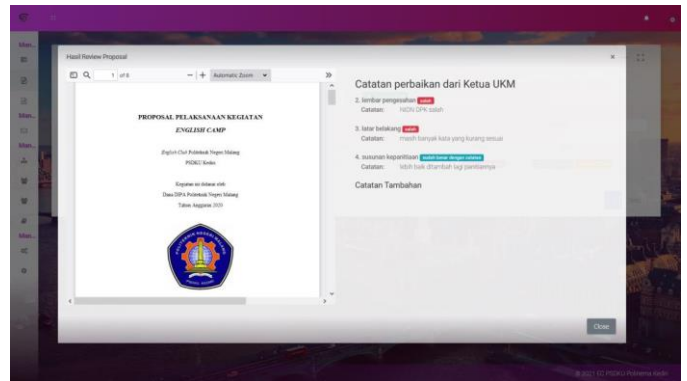 Hasil Review Proposal
1 of 8
Automatic Zoom
PROPOSAL PELAKSANAAN KEGIATAN
ENGLISH CAMP
English Club Politeknik Negeri Malang
PSDKU Kediri
Kegiatan ini didanai oleh:
Dana DIPA Politeknik Negeri Malang
Tahun Anggaran 2020
POLITEKNIK NEGERI MALANG
Catatan perbaikan dari Ketua UKM
2. lembar pengesahan salah
Catatan: NIDN DPK salah
3. latar belakang salah
Catatan: masih banyak kata yang kurang sesuai
4. susunan kepanitiaan sudah benar dengan catatan
Catatan: lebih baik ditambah lagi panitianya
Catatan Tambahan
Close
© 2021 EC PSDKU Polinema Kediri